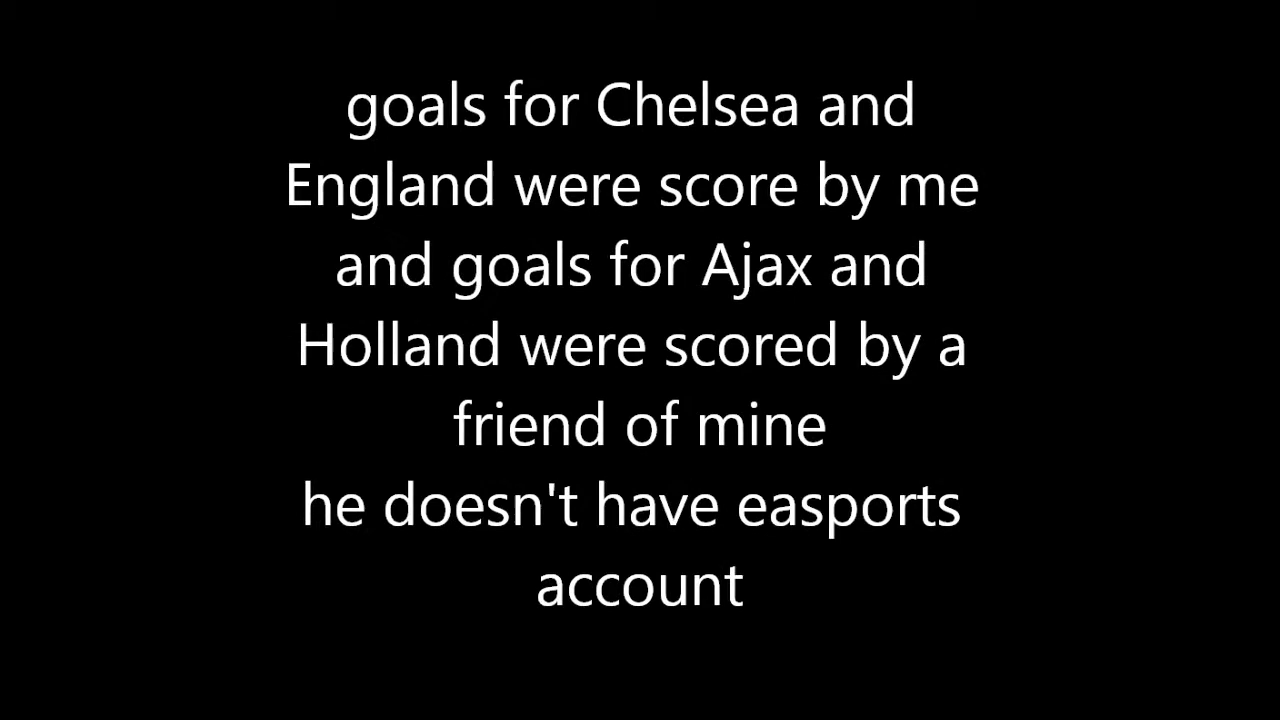 goals for Chelsea and
England were score by me
and goals for Ajax and
Holland were scored by a
friend of mine
he doesn't have easports
account